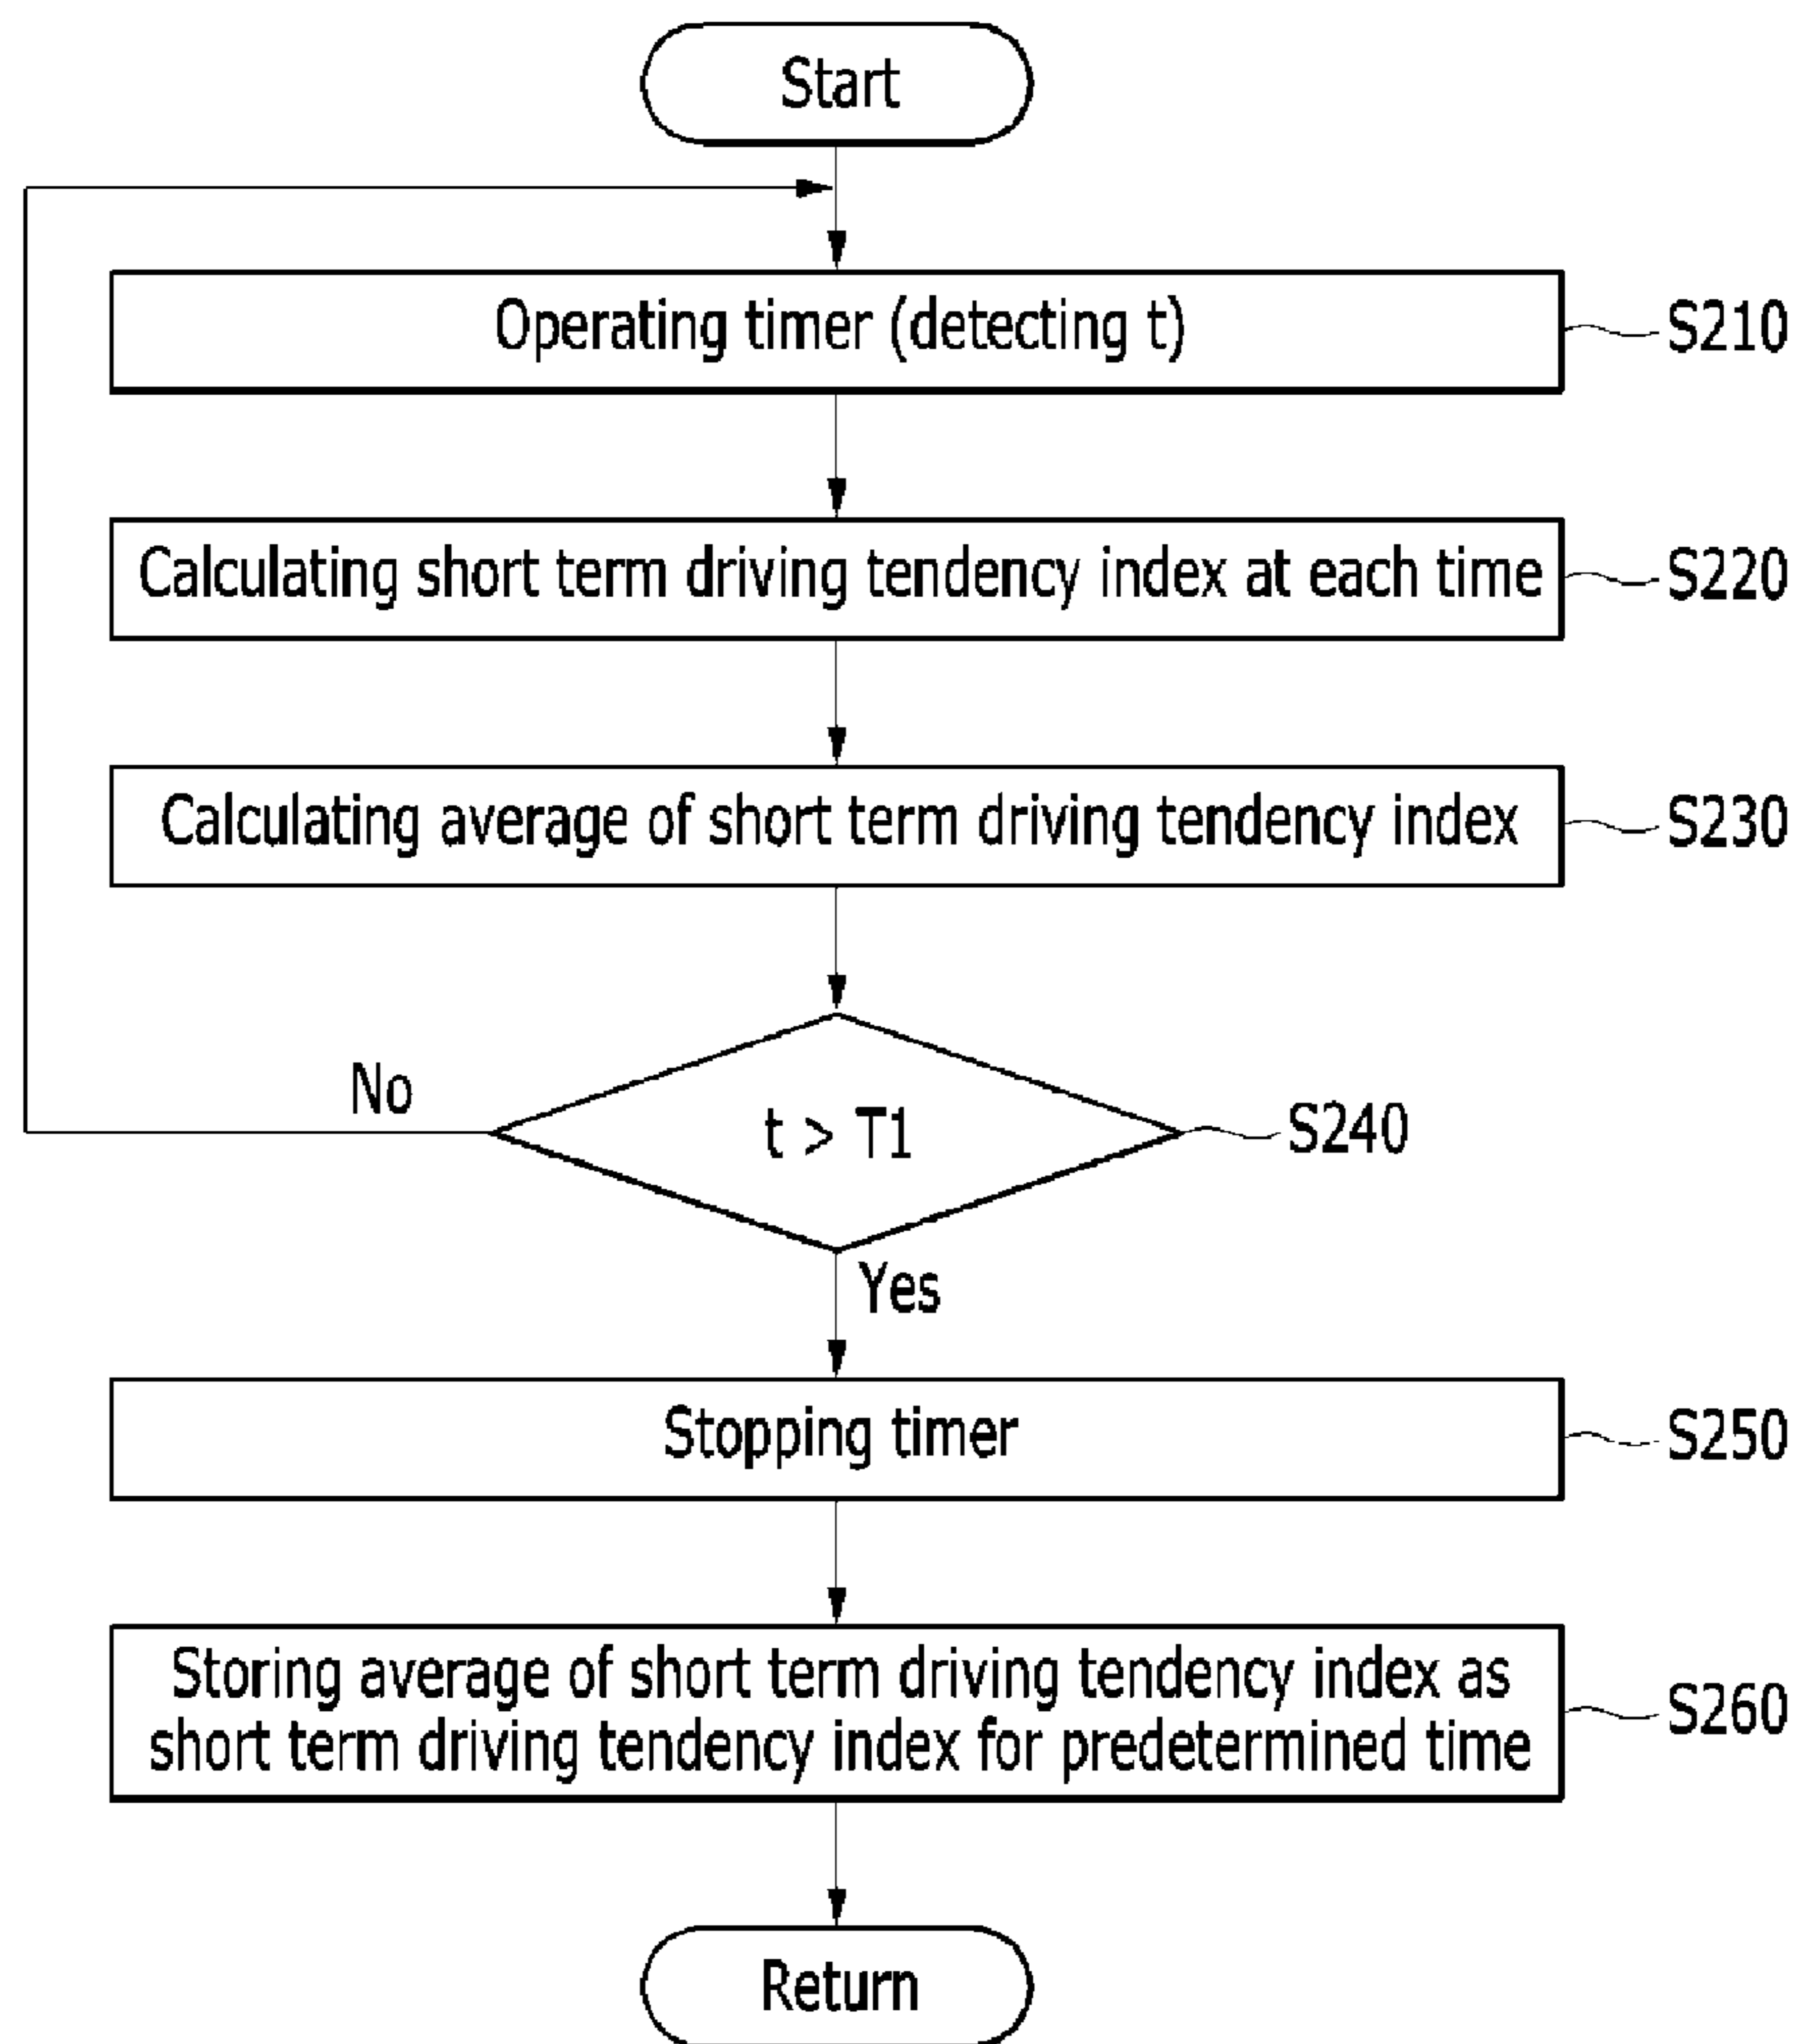 Start
Operating timer (detecting t)
S210
Calculating short term driving tendency index at each time
S220
Calculating average of short term driving tendency index
S230
No
t > T1
S240
Yes
Stopping timer
S250
Storing average of short term driving tendency index as
short term driving tendency index for predetermined time
S260
Return